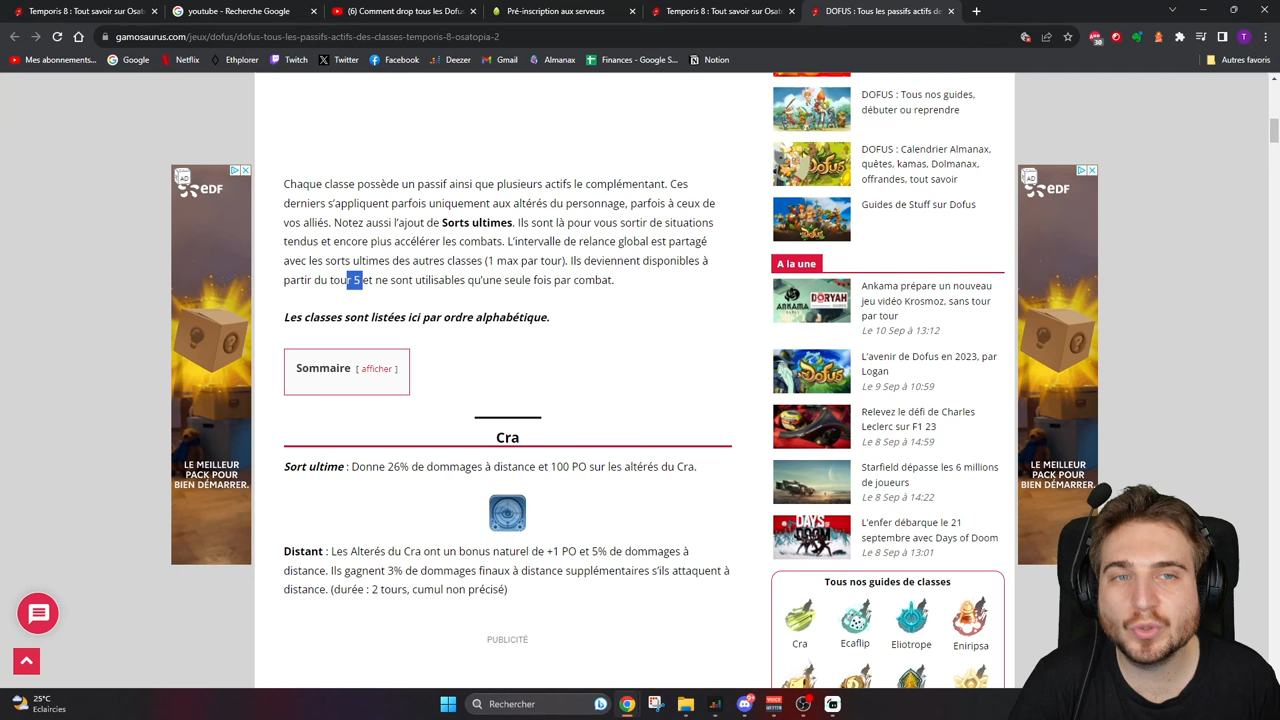 Temporis 8 : Tout savoir sur Osato
youtube - Recherche Google
(6) Comment drop tous les Dofus
Pré-inscription aux serveurs
Temporis 8 : Tout savoir sur Osato
DOFUS : Tous les passifs actifs de
gamosaurus.com/jeux/dofus/dofus-tous-les-passifs-actifs-des-classes-temporis-8-osatopia-2
30
T
Mes abonnements...
Google
Netflix
Ethplorer
Twitch
Twitter
Facebook
Deezer
Gmail
Almanax
Finances - Google S...
Notion
Autres favoris
DOFUS : Tous nos guides,
débuter ou reprendre
DOFUS : Calendrier Almanax,
quêtes, kamas, Dolmanax,
offrandes, tout savoir
Guides de Stuff sur Dofus
A la une
Ankama prépare un nouveau
jeu vidéo Krosmoz, sans tour
par tour
Le 10 Sep à 13:12
L'avenir de Dofus en 2023, par
Logan
Le 9 Sep à 10:59
Relevez le défi de Charles
Leclerc sur F1 23
Le 8 Sep à 14:59
Starfield dépasse les 6 millions
de joueurs
Le 8 Sep à 14:22
L'enfer débarque le 21
septembre avec Days of Doom
Le 8 Sep à 13:01
Tous nos guides de classes
Cra
Ecaflip
Eliotrope
Eniripsa
Chaque classe possède un passif ainsi que plusieurs actifs le complémentant. Ces
derniers s'appliquent parfois uniquement aux altérés du personnage, parfois à ceux de
vos alliés. Notez aussi l'ajout de Sorts ultimes. Ils sont là pour vous sortir de situations
tendus et encore plus accélérer les combats. L'intervalle de relance global est partagé
avec les sorts ultimes des autres classes (1 max par tour). Ils deviennent disponibles à
partir du tour 5 et ne sont utilisables qu'une seule fois par combat.
Les classes sont listées ici par ordre alphabétique.
Sommaire [ afficher ]
Cra
Sort ultime : Donne 26% de dommages à distance et 100 PO sur les altérés du Cra.
Distant : Les Alterés du Cra ont un bonus naturel de +1 PO et 5% de dommages à
distance. Ils gagnent 3% de dommages finaux à distance supplémentaires s'ils attaquent à
distance. (durée : 2 tours, cumul non précisé)
PUBLICITÉ
AD
EDF
LE MEILLEUR
PACK POUR
BIEN DÉMARRER.
AD
EDF
LE MEILLEUR
PACK POUR
BIEN DÉMARRER.
ANKAMA
DORYAH
DOFUS
DOFUS
DAYS OF
DOOM
25°C
Eclaircies
Rechercher